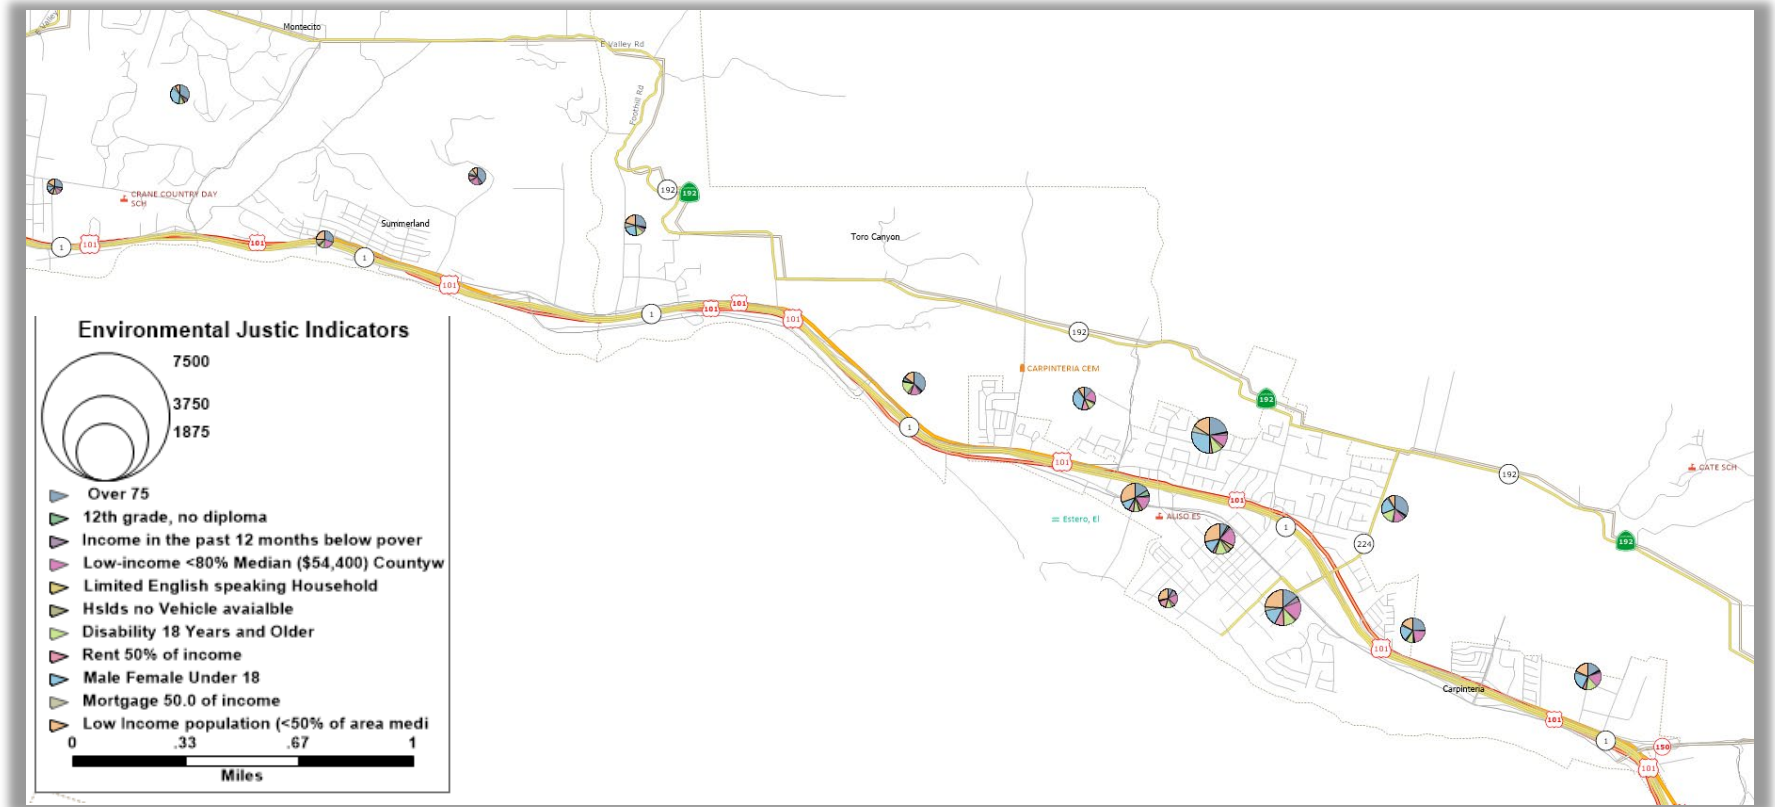 Montecito
E Valley Rd
Foothill Rd
CRANE COUNTRY DAY
SCH
192
192
Summerland
Toro Canyon
1
101
101
1
101
1
101
101
101
192
CARPINTERIA CEM
192
1
101
192
GATE SCH
Estero, El
ALISO ES
101
1
224
192
101
Carpinteria
101
1
150
101
Environmental Justic Indicators
7500
3750
1875
Over 75
12th grade, no diploma
Income in the past 12 months below pover
Low-income <80% Median ($54,400) Countyw
Limited English speaking Household
Hslds no Vehicle avaialble
Disability 18 Years and Older
Rent 50% of income
Male Female Under 18
Mortgage 50.0 of income
Low Income population (<50% of area medi
0 .33 .67 1
Miles